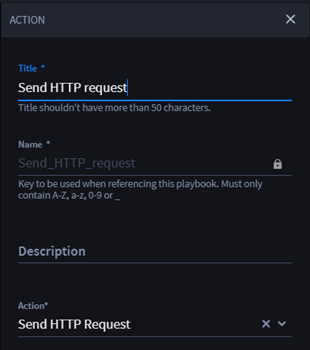 ACTION
Title *
Send HTTP request
Title shouldn't have more than 50 characters.
Name *
Send_HTTP_request
Key to be used when referencing this playbook. Must only
contain A-Z, a-z, 0-9 or _
Description
Action*
Send HTTP Request